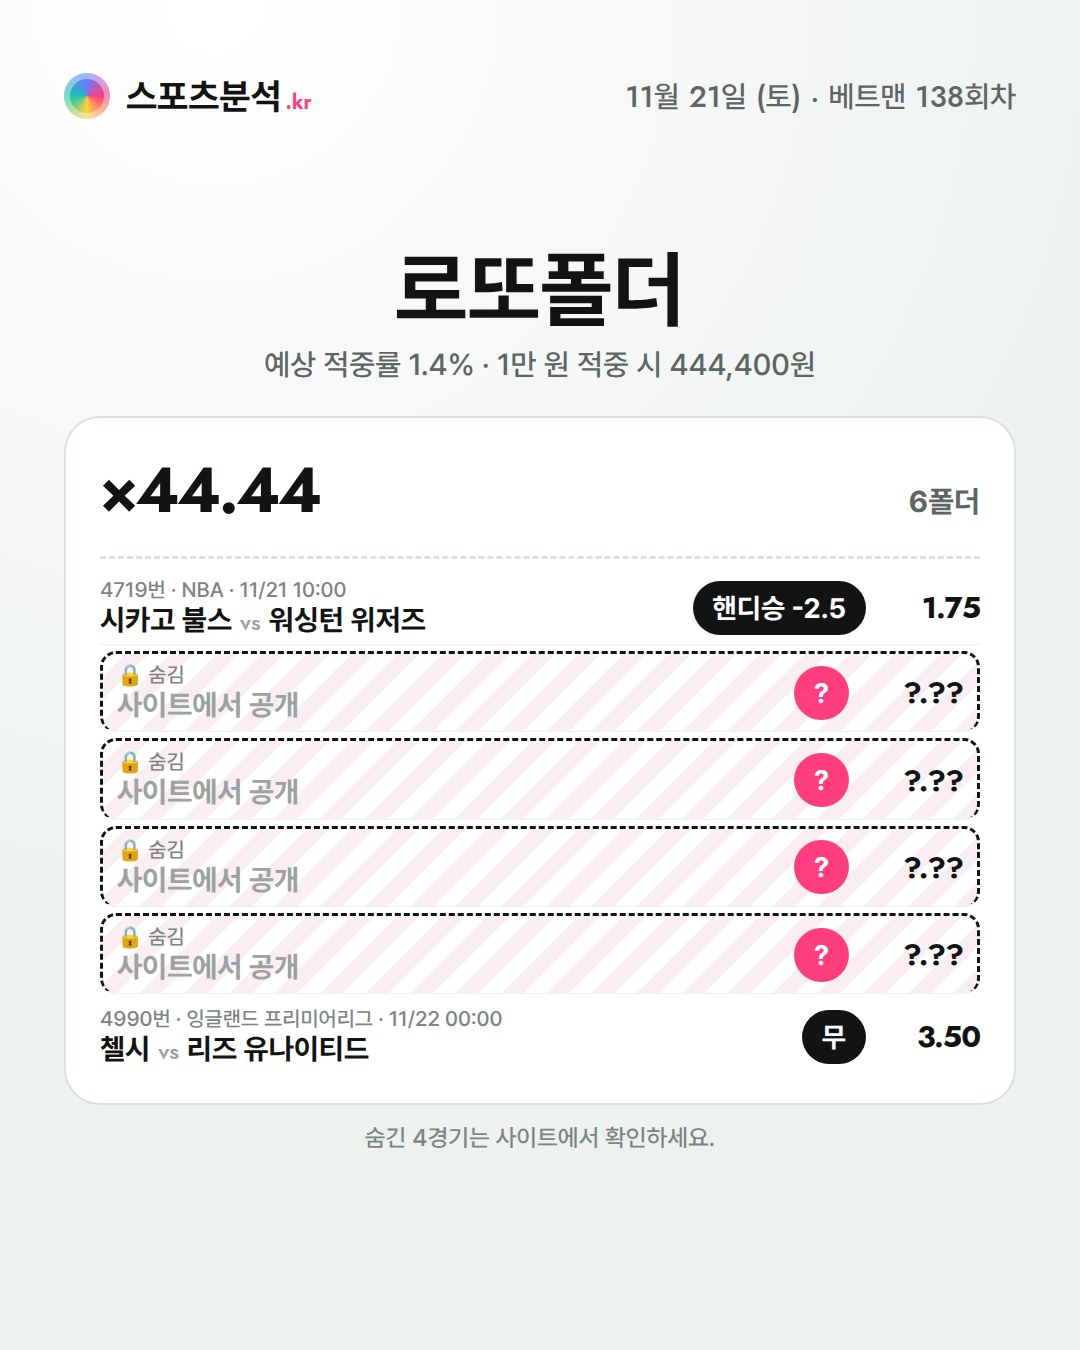 스포츠분석.kr
11월 21일 (토) · 베트맨 138회차
로또폴더
예상 적중률 1.4% · 1만 원 적중 시 444,400원
×44.44
6폴더
4719번 · NBA · 11/21 10:00
시카고 불스 vs 워싱턴 위저즈
핸디승 -2.5
1.75
🔒 숨김
사이트에서 공개
?
?.??
🔒 숨김
사이트에서 공개
?
?.??
🔒 숨김
사이트에서 공개
?
?.??
🔒 숨김
사이트에서 공개
?
?.??
4990번 · 잉글랜드 프리미어리그 · 11/22 00:00
첼시 vs 리즈 유나이티드
무
3.50
숨긴 4경기는 사이트에서 확인하세요.